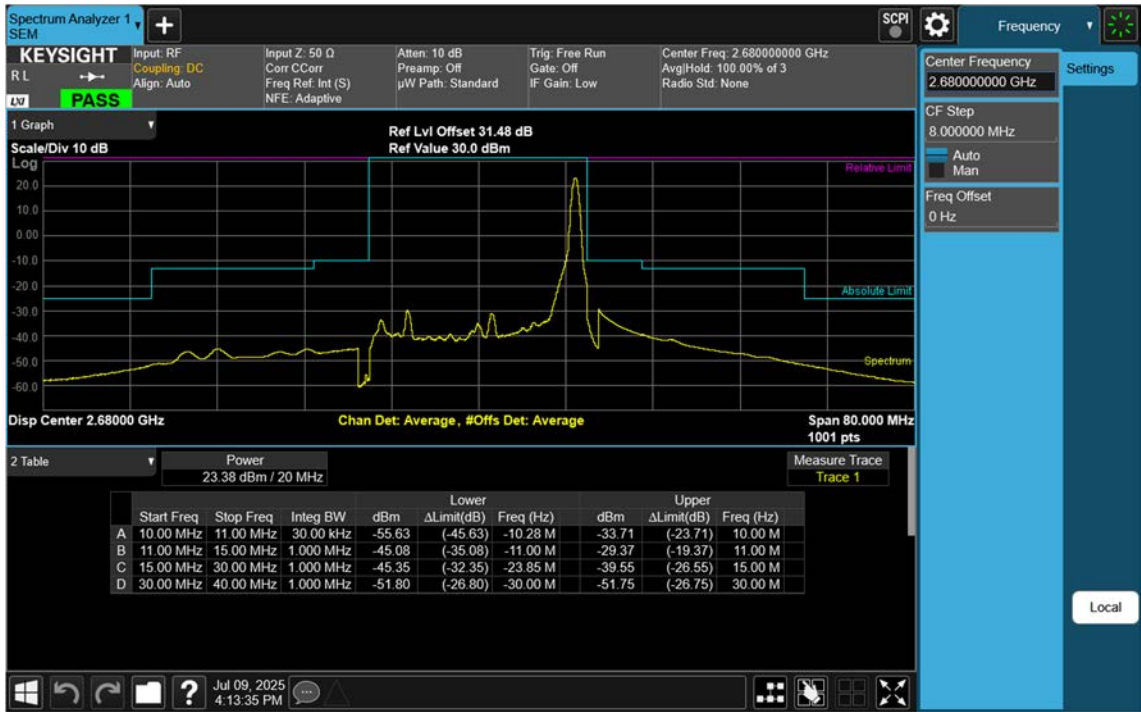 Spectrum Analyzer 1
SEM
SCPI
Frequency
KEYSIGHT
R L
LXI
PASS
Input: RF
Coupling: DC
Align: Auto
Input Z: 50 Ω
Corr CCorr
Freq Ref: Int (S)
NFE: Adaptive
Atten: 10 dB
Preamp: Off
µW Path: Standard
Trig: Free Run
Gate: Off
IF Gain: Low
Center Freq: 2.680000000 GHz
Avg|Hold: 100.00% of 3
Radio Std: None
Center Frequency
2.680000000 GHz
Settings
CF Step
8.000000 MHz
Auto
Man
Freq Offset
0 Hz
1 Graph
Scale/Div 10 dB
Ref Lvl Offset 31.48 dB
Ref Value 30.0 dBm
Log
20.0
10.0
0.00
-10.0
-20.0
-30.0
-40.0
-50.0
-60.0
Relative Limit
Absolute Limit
Spectrum
Disp Center 2.68000 GHz
Chan Det: Average, #Offs Det: Average
Span 80.000 MHz
1001 pts
2 Table
Power
23.38 dBm / 20 MHz
Measure Trace
Trace 1
Lower Upper
Start Freq Stop Freq Integ BW dBm ΔLimit(dB) Freq (Hz) dBm ΔLimit(dB) Freq (Hz)
A 10.00 MHz 11.00 MHz 30.00 kHz -55.63 (-45.63) -10.28 M -33.71 (-23.71) 10.00 M
B 11.00 MHz 15.00 MHz 1.000 MHz -45.08 (-35.08) -11.00 M -29.37 (-19.37) 11.00 M
C 15.00 MHz 30.00 MHz 1.000 MHz -45.35 (-32.35) -23.85 M -39.55 (-26.55) 15.00 M
D 30.00 MHz 40.00 MHz 1.000 MHz -51.80 (-26.80) -30.00 M -51.75 (-26.75) 30.00 M
Local
?
Jul 09, 2025
4:13:35 PM